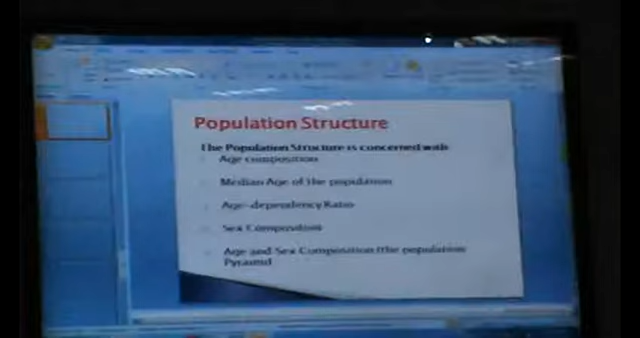 Population Structure
The Population Structure is concerned with
Age composition
Median Age of the population
Age-dependency Ratio
Sex Composition
Age and Sex Composition (the population
Pyramid